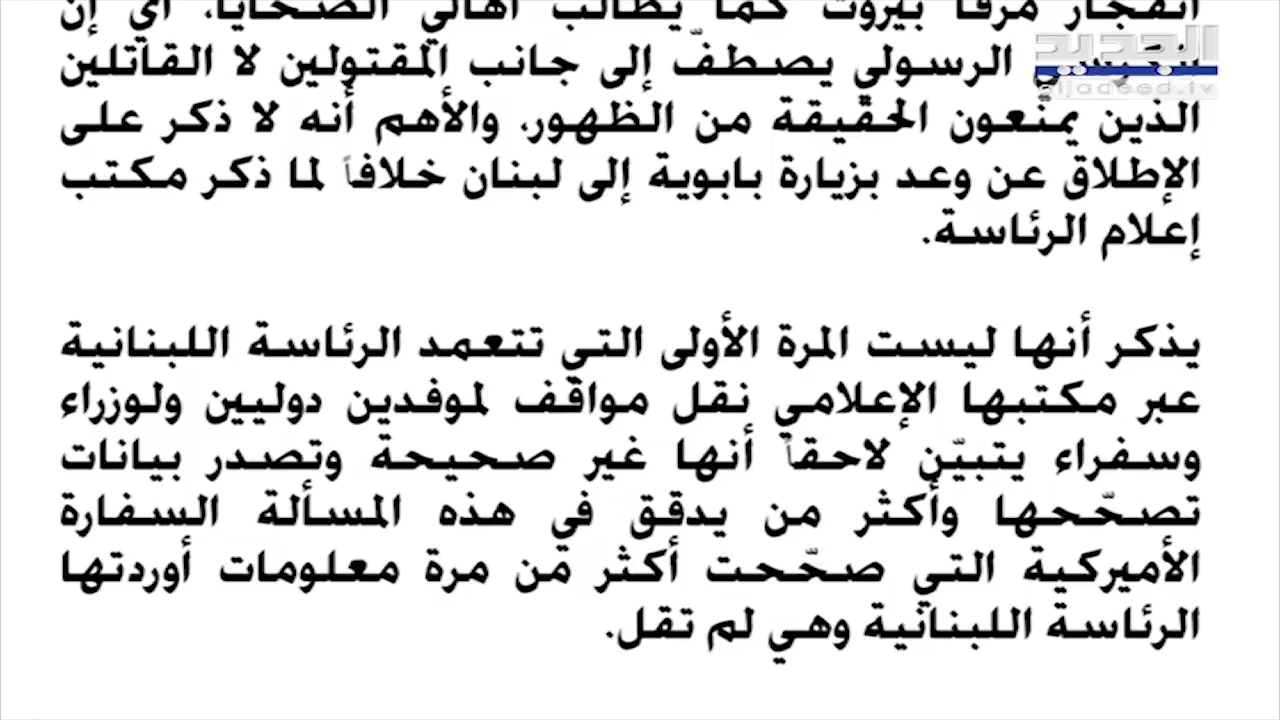 انفجار مرفأ بيروت كما يطالب أهالي الضحايا، أي إن
الرسولي يصطفّ إلى جانب المقتولين لا القاتلين
الذين يمنعون الحقيقة من الظهور، والأهم أنه لا ذكر على
الإطلاق عن وعد بزيارة بابوية إلى لبنان خلافاً لما ذكر مكتب
إعلام الرئاسة.
يذكر أنها ليست المرة الأولى التي تتعمد الرئاسة اللبنانية
عبر مكتبها الإعلامي نقل مواقف لموفدين دوليين ولوزراء
وسفراء يتبيّن لاحقاً أنها غير صحيحة وتصدر بيانات
تصحّحها وأكثر من يدقق في هذه المسألة السفارة
الأميركية التي صحّحت أكثر من مرة معلومات أوردتها
الرئاسة اللبنانية وهي لم تقل.
الجديد
aljadeed.tv